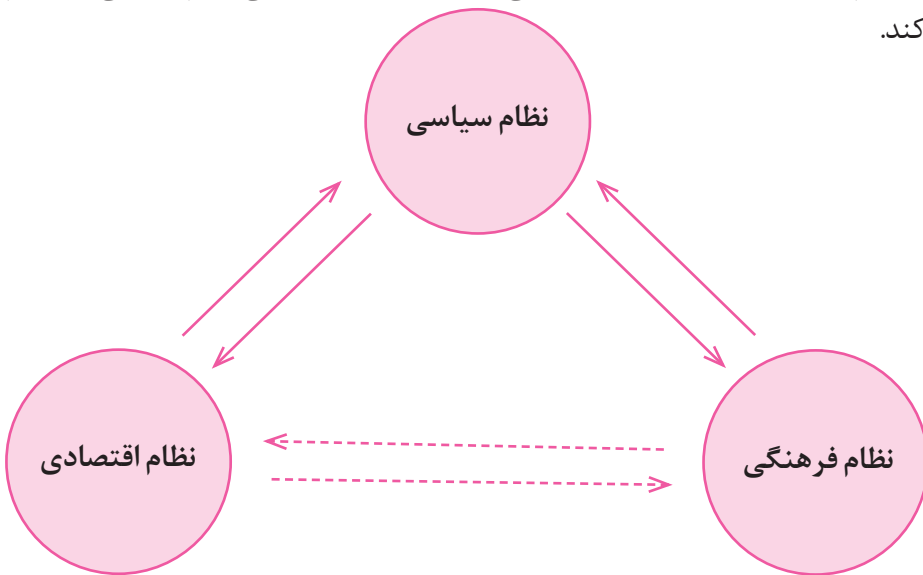 کند.
نظام سیاسی
نظام فرهنگی
نظام اقتصادی